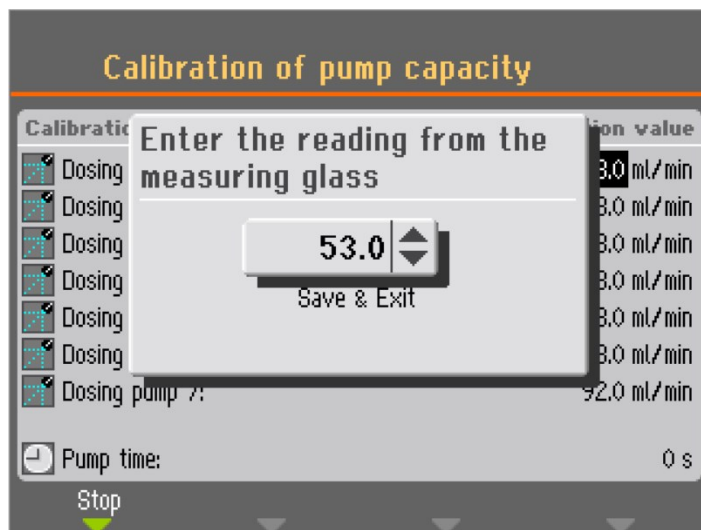 Calibration of pump capacity
Enter the reading from the
measuring glass
53.0
Save & Exit
ion value
Dosing 3.0 ml/min
Dosing 3.0 ml/min
Dosing 3.0 ml/min
Dosing 3.0 ml/min
Dosing 3.0 ml/min
Dosing 3.0 ml/min
Dosing pump 7: 92.0 ml/min
Pump time: 0 s
Stop